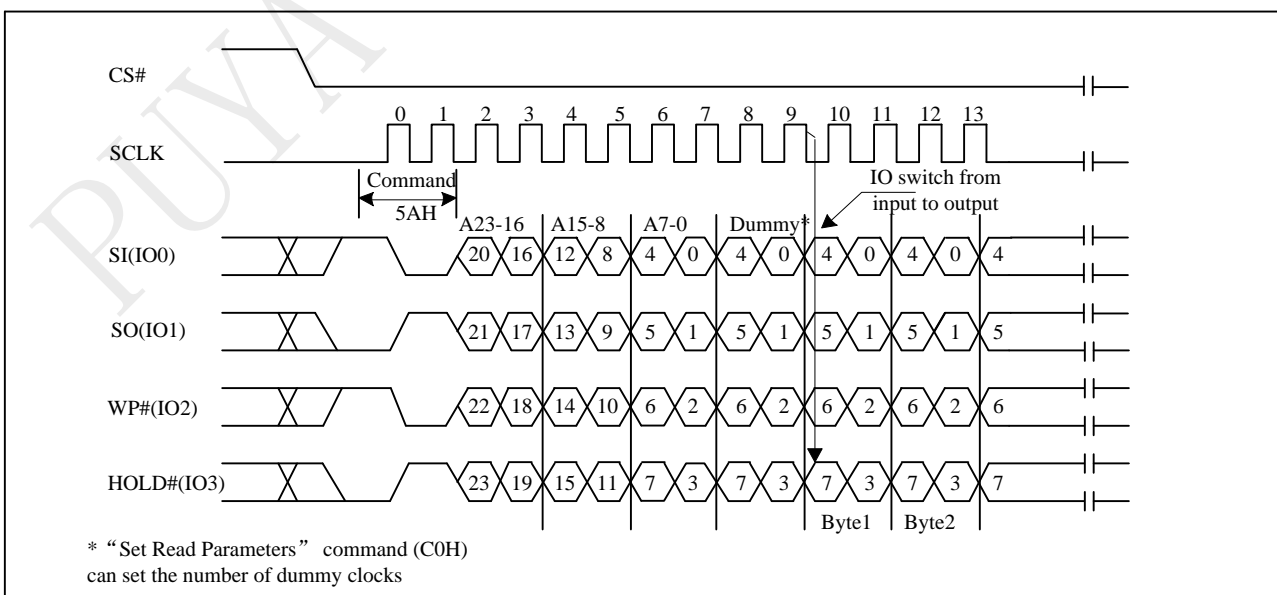 PUYA
CS#
0 1 2 3 4 5 6 7 8 9 10 11 12 13
SCLK
Command
5AH
IO switch from
input to output
A23-16 A15-8 A7-0 Dummy*
SI(IO0) 20 16 12 8 4 0 4 0 4 0 4 0 4
SO(IO1) 21 17 13 9 5 1 5 1 5 1 5 1 5
WP#(IO2) 22 18 14 10 6 2 6 2 6 2 6 2 6
HOLD#(IO3) 23 19 15 11 7 3 7 3 7 3 7 3 7
Byte1 Byte2
* “Set Read Parameters” command (C0H)
can set the number of dummy clocks